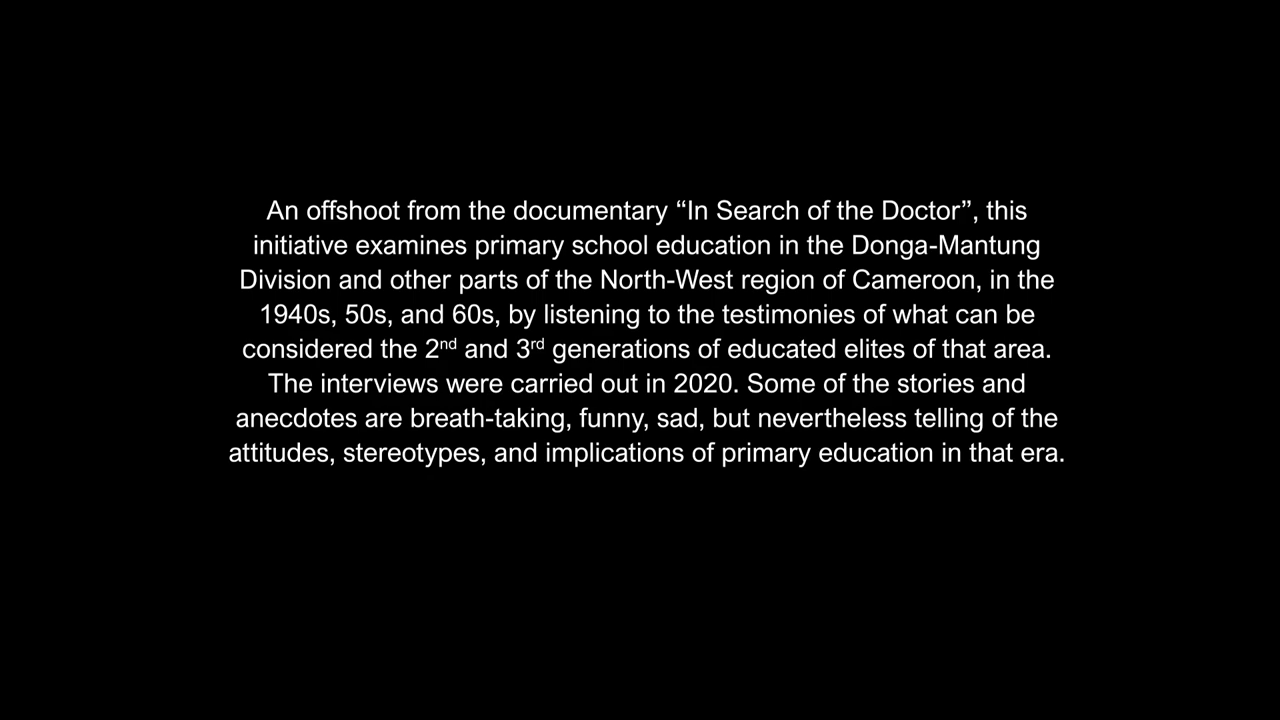 An offshoot from the documentary “In Search of the Doctor”, this
initiative examines primary school education in the Donga-Mantung
Division and other parts of the North-West region of Cameroon, in the
1940s, 50s, and 60s, by listening to the testimonies of what can be
considered the 2nd and 3rd generations of educated elites of that area.
The interviews were carried out in 2020. Some of the stories and
anecdotes are breath-taking, funny, sad, but nevertheless telling of the
attitudes, stereotypes, and implications of primary education in that era.